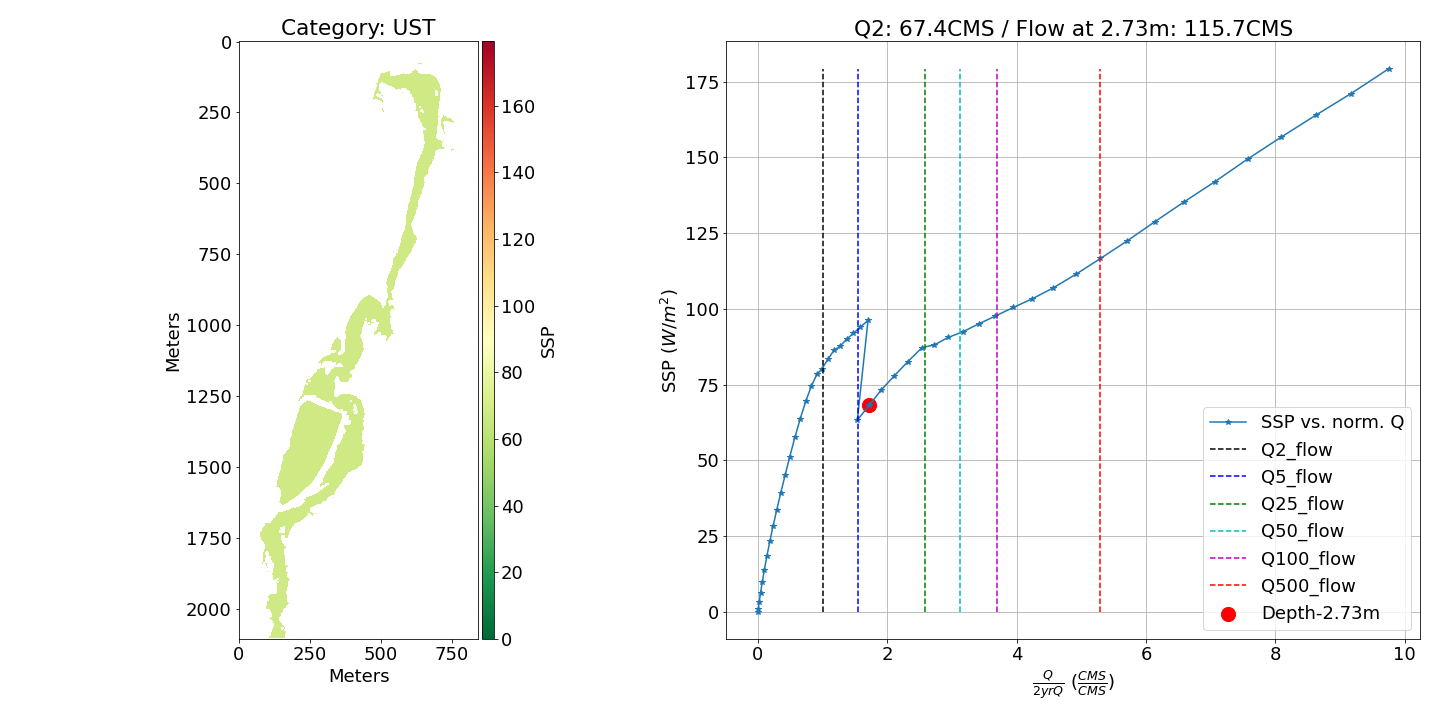 Category: UST
0
250
500
750
1000
1250
1500
1750
2000
Meters
0
250
500
750
Meters
160
140
120
100
80
60
40
20
0
SSP
Q2: 67.4CMS / Flow at 2.73m: 115.7CMS
175
150
125
100
75
50
25
0
SSP (W/m²)
0
2
4
6
8
10
Q/2yrQ (CMS/CMS)
SSP vs. norm. Q
Q2_flow
Q5_flow
Q25_flow
Q50_flow
Q100_flow
Q500_flow
Depth-2.73m